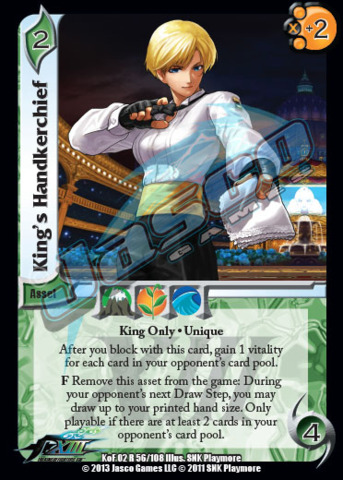 2
X +2
King's Handkerchief
JASCO
GAMES
Asset
King Only • Unique
After you block with this card, gain 1 vitality
for each card in your opponent's card pool.
F Remove this asset from the game: During
your opponent's next Draw Step, you may
draw up to your printed hand size. Only
playable if there are at least 2 cards in your
opponent's card pool.
4
XIII
KoF.02 R 56/108 Illus. SNK Playmore
© 2013 Jasco Games LLC © 2011 SNK Playmore